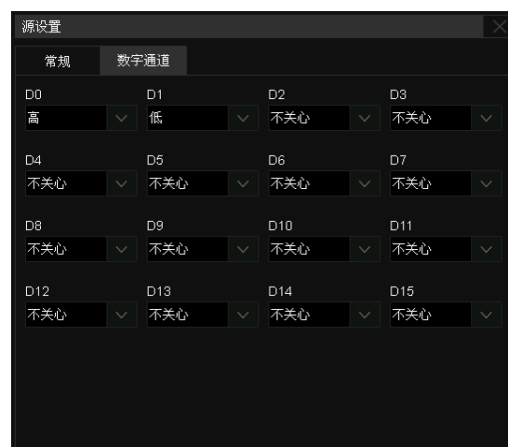 源设置
常规 数字通道
D0 D1 D2 D3
高 低 不关心 不关心
D4 D5 D6 D7
不关心 不关心 不关心 不关心
D8 D9 D10 D11
不关心 不关心 不关心 不关心
D12 D13 D14 D15
不关心 不关心 不关心 不关心